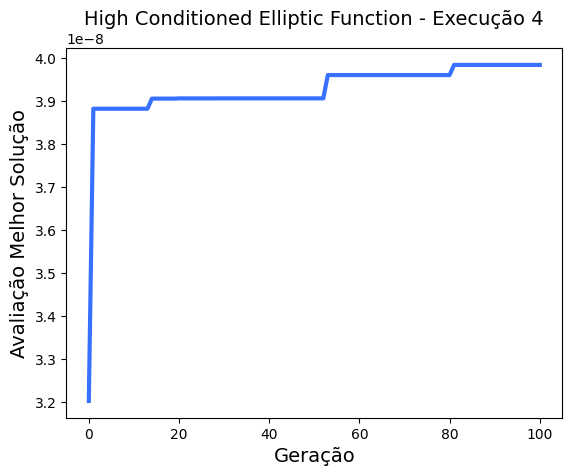 High Conditioned Elliptic Function - Execução 4
1e−8
4.0
3.9
3.8
3.7
3.6
3.5
3.4
3.3
3.2
Avaliação Melhor Solução
0 20 40 60 80 100
Geração